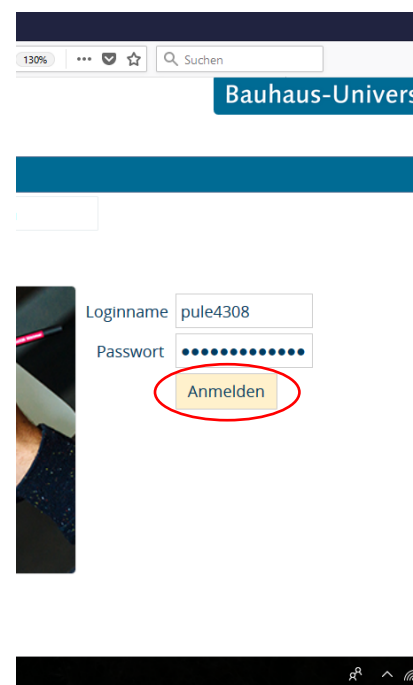 130%
Suchen
Bauhaus-Univers
Loginname pule4308
Passwort
Anmelden